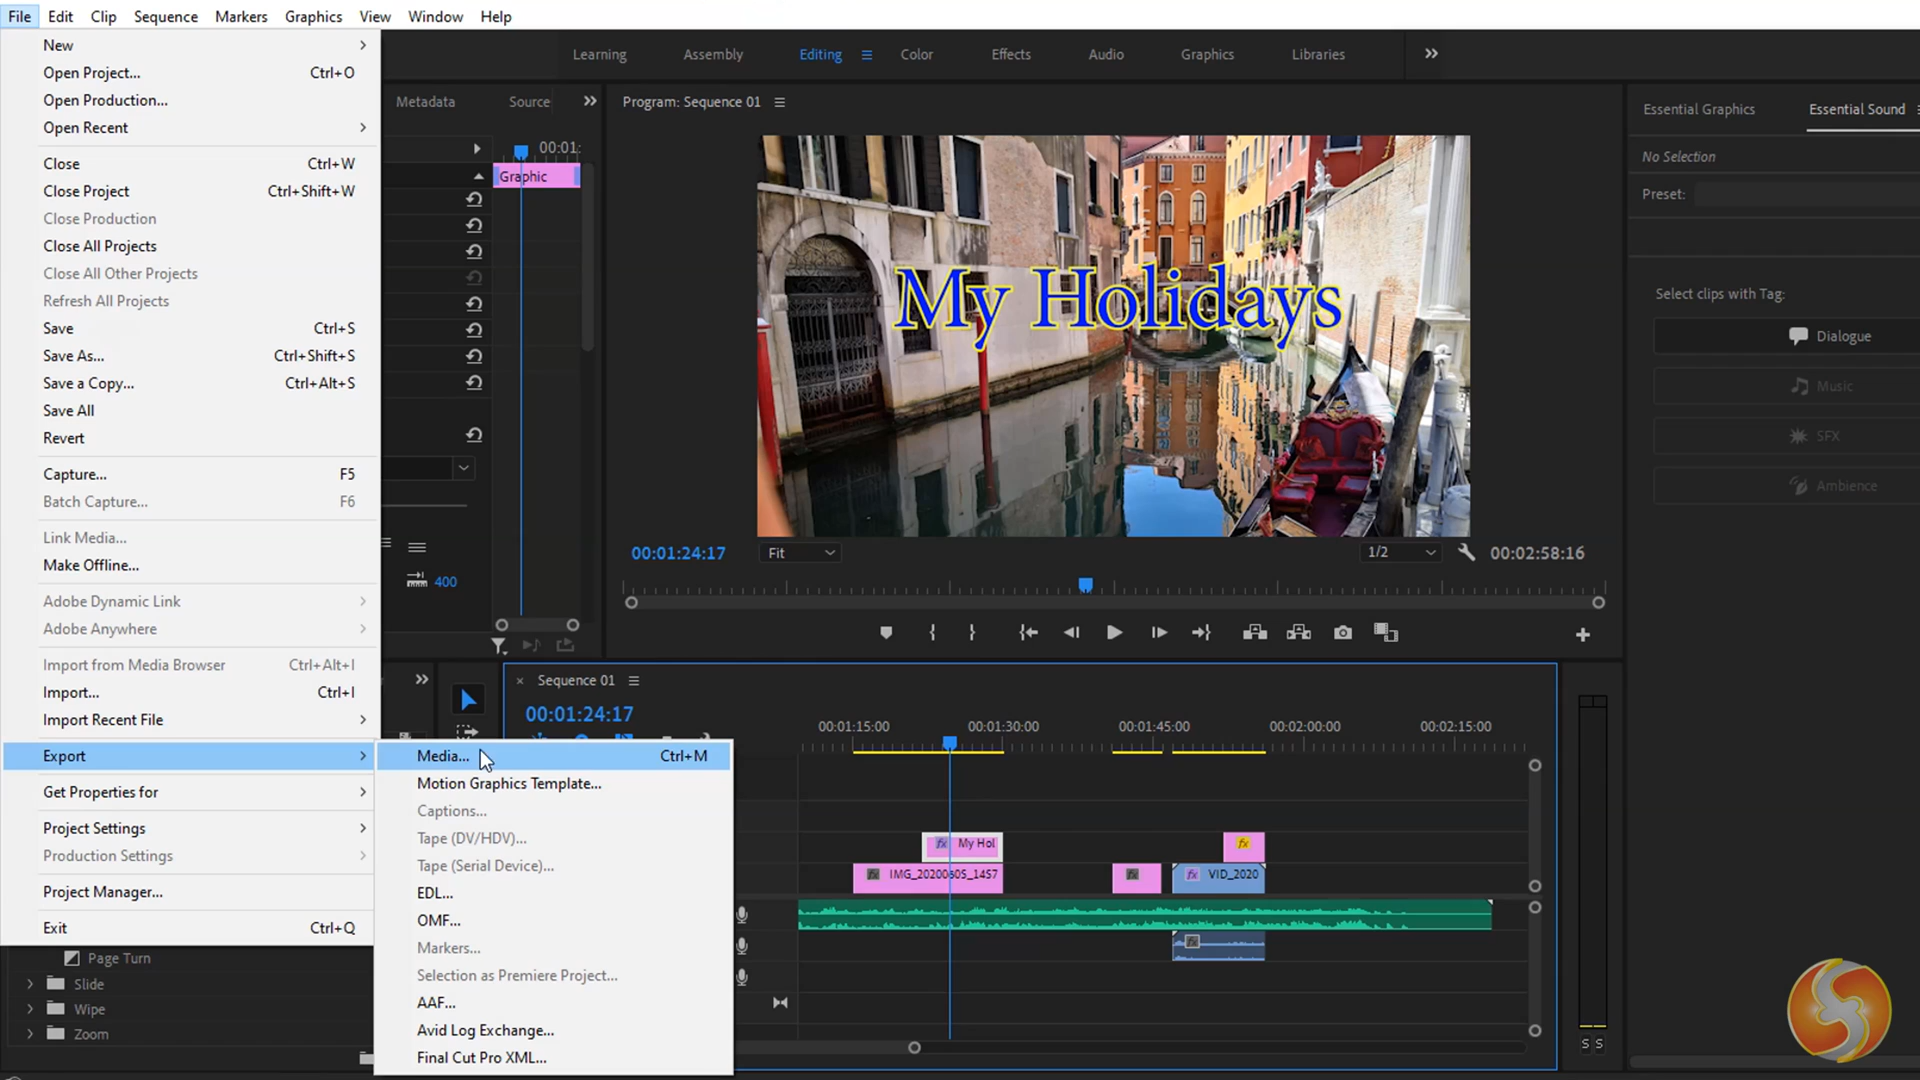 File Edit Clip Sequence Markers Graphics View Window Help
New
Open Project... Ctrl+O
Open Production...
Open Recent
Close Ctrl+W
Close Project Ctrl+Shift+W
Close Production
Close All Projects
Close All Other Projects
Refresh All Projects
Save Ctrl+S
Save As... Ctrl+Shift+S
Save a Copy... Ctrl+Alt+S
Save All
Revert
Capture... F5
Batch Capture... F6
Link Media...
Make Offline...
Adobe Dynamic Link
Adobe Anywhere
Import from Media Browser Ctrl+Alt+I
Import... Ctrl+I
Import Recent File
Export
Get Properties for
Project Settings
Production Settings
Project Manager...
Exit Ctrl+Q
Page Turn
Slide
Wipe
Zoom
Media... Ctrl+M
Motion Graphics Template...
Captions...
Tape (DV/HDV)...
Tape (Serial Device)...
EDL...
OMF...
Markers...
Selection as Premiere Project...
AAF...
Avid Log Exchange...
Final Cut Pro XML...
Learning Assembly Editing Color Effects Audio Graphics Libraries
Metadata Source
00:01:
Graphic
400
Program: Sequence 01
My Holidays
00:01:24:17 Fit 1/2 00:02:58:16
Sequence 01
00:01:24:17
00:01:15:00 00:01:30:00 00:01:45:00 00:02:00:00 00:02:15:00
fx My Hol fx
fx IMG_2020060S_14S7 fx fx VID_2020
fx
S S
Essential Graphics Essential Sound
No Selection
Preset:
Select clips with Tag:
Dialogue
Music
SFX
Ambience